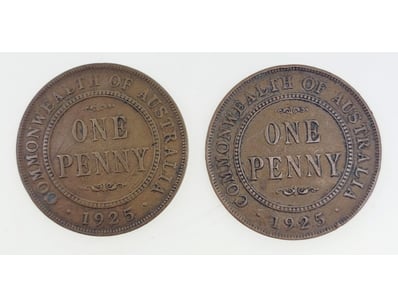 COMMONWEALTH OF AUSTRALIA
ONE
PENNY
· 1925 ·
COMMONWEALTH OF AUSTRALIA
ONE
PENNY
· 1925 ·